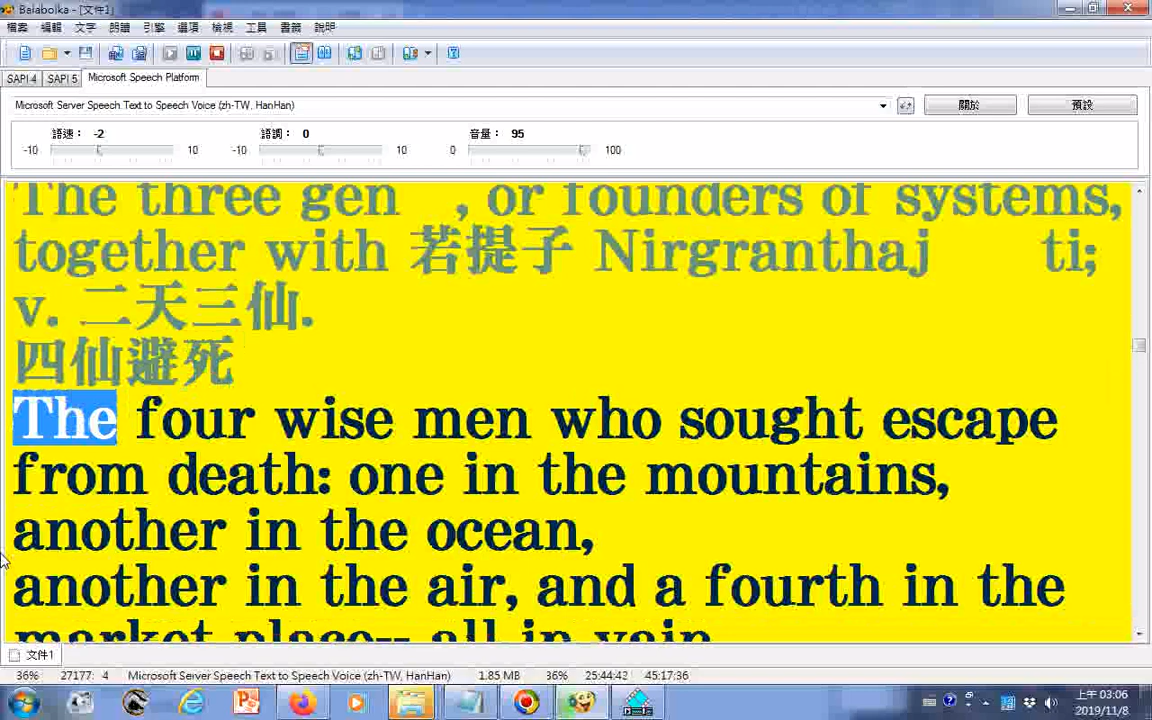 Balabolka - [文件1]
檔案 編輯 文字 朗讀 引擎 選項 檢視 工具 書籤 說明
SAPI 4 SAPI 5 Microsoft Speech Platform
Microsoft Server Speech Text to Speech Voice (zh-TW, HanHan) 關於 預設
語速： -2 語調： 0 音量： 95
-10 10 -10 10 0 100
The three gen , or founders of systems,
together with 若提子 Nirgranthaj ti;
v. 二天三仙.
四仙避死
The four wise men who sought escape
from death: one in the mountains,
another in the ocean,
another in the air, and a fourth in the
market place-- all in vain.
文件1
36% 27177: 4 Microsoft Server Speech Text to Speech Voice (zh-TW, HanHan) 1.85 MB 36% 25:44:42 45:17:36
上午 03:06
2019/11/8